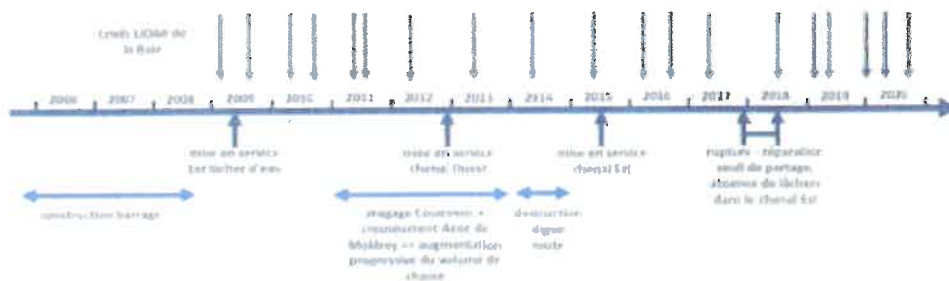 Levés LIDAR de
la Baie
2006 2007 2008 2009 2010 2011 2012 2013 2014 2015 2016 2017 2018 2019 2020
mise en service
1er lâcher d'eau
mise en service
chenal Ouest
mise en service
chenal Est
rupture - réparation
seuil de partage,
absence de lâchers
dans le chenal Est
construction barrage
dragage Couesnon +
creusement Anse de
Moidrey => augmentation
progressive du volume de
chasse
destruction
digue
route